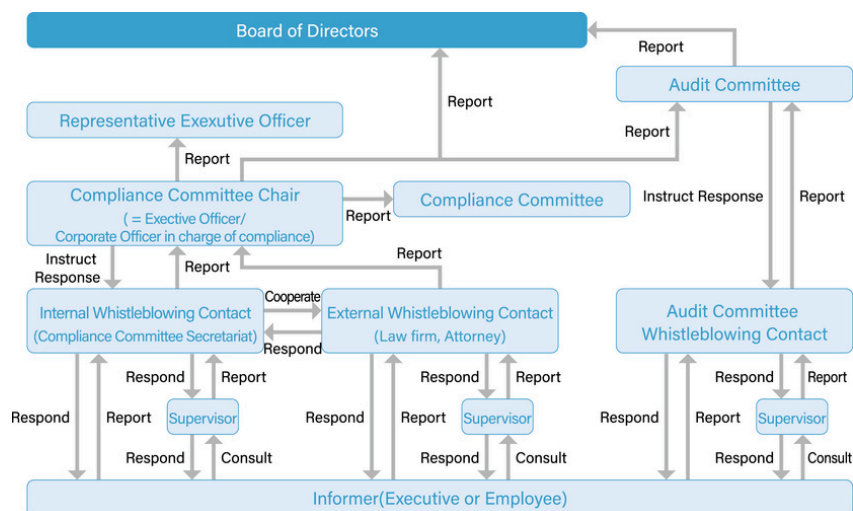 Board of Directors
Report
Audit Committee
Report
Representative Exexutive Officer
Report
Report
Compliance Committee Chair
( = Exective Officer/
Corporate Officer in charge of compliance)
Report
Compliance Committee
Instruct Response
Report
Instruct
Response
Report
Report
Internal Whistleblowing Contact
(Compliance Committee Secretariat)
Cooperate
Respond
External Whistleblowing Contact
(Law firm, Attorney)
Audit Committee
Whistleblowing Contact
Respond
Report
Respond
Report
Respond
Report
Respond
Report
Supervisor
Respond
Report
Supervisor
Respond
Report
Supervisor
Respond
Consult
Respond
Consult
Respond
Consult
Informer(Executive or Employee)